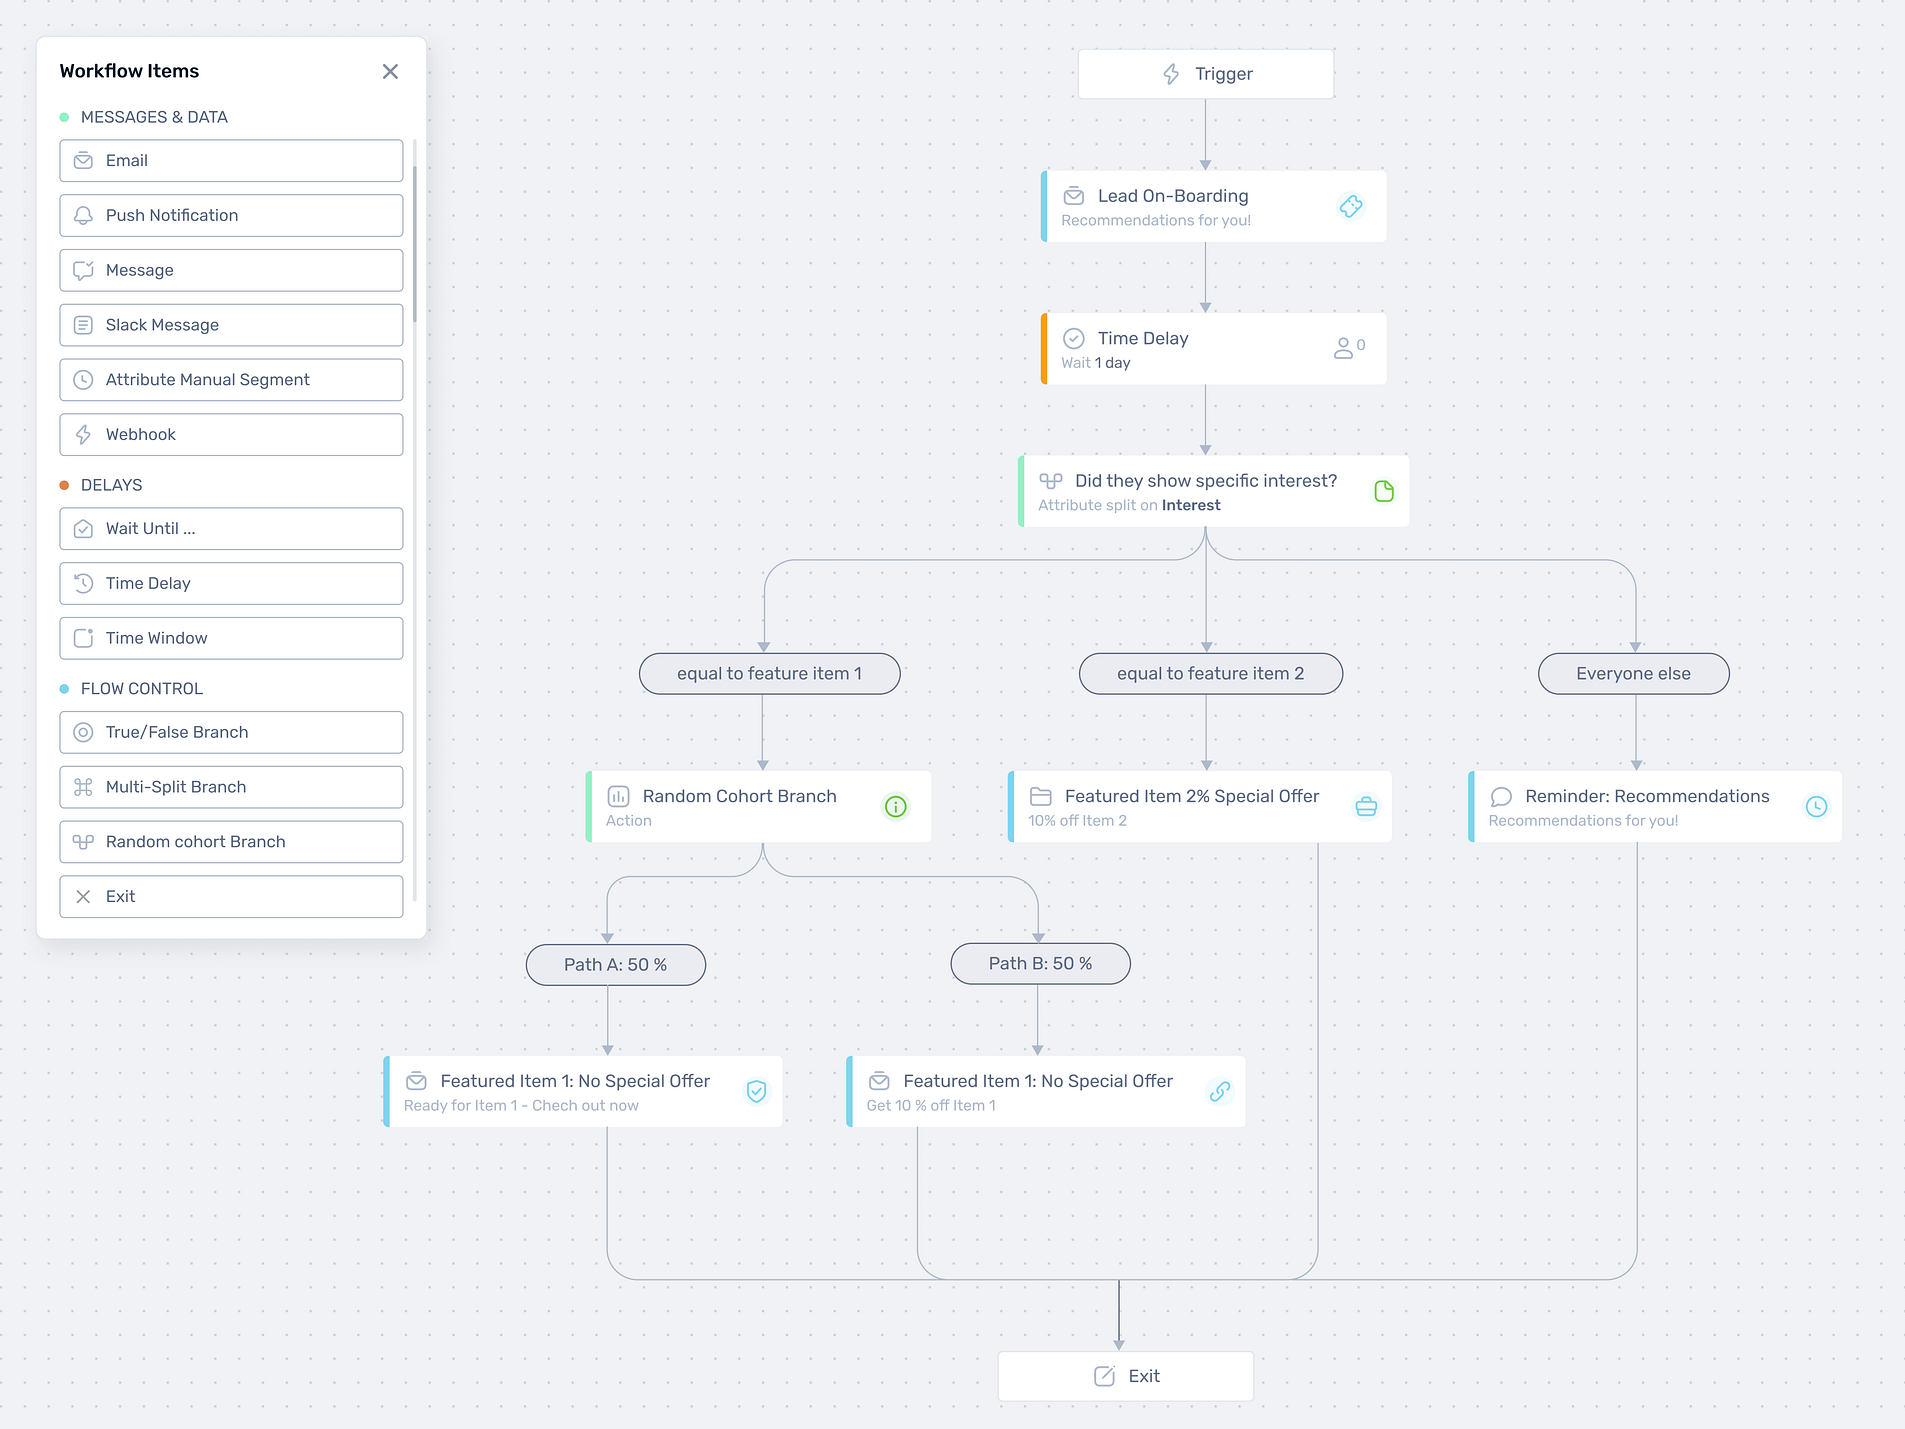 Workflow Items
MESSAGES & DATA
Email
Push Notification
Message
Slack Message
Attribute Manual Segment
Webhook
DELAYS
Wait Until ...
Time Delay
Time Window
FLOW CONTROL
True/False Branch
Multi-Split Branch
Random cohort Branch
Exit
Trigger
Lead On-Boarding
Recommendations for you!
Time Delay
0
Wait 1 day
Did they show specific interest?
Attribute split on Interest
equal to feature item 1
equal to feature item 2
Everyone else
Random Cohort Branch
Action
Featured Item 2% Special Offer
10% off Item 2
Reminder: Recommendations
Recommendations for you!
Path A: 50 %
Path B: 50 %
Featured Item 1: No Special Offer
Ready for Item 1 - Chech out now
Featured Item 1: No Special Offer
Get 10 % off Item 1
Exit